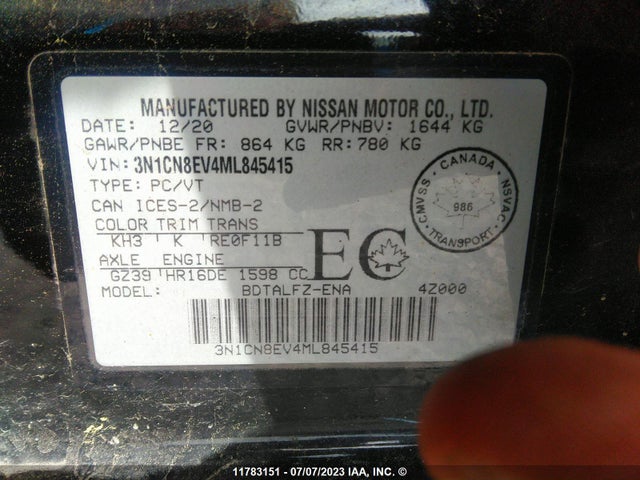 MANUFACTURED BY NISSAN MOTOR CO., LTD.
DATE: 12/20 GVWR/PNBV: 1644 KG
GAWR/PNBE FR: 864 KG RR: 780 KG
VIN: 3N1CN8EV4ML845415
TYPE: PC/VT
CAN ICES-2/NMB-2
COLOR TRIM TRANS
KH3 K RE0F11B
AXLE ENGINE
GZ39 HR16DE 1598 CC
EC
MODEL: BDTALFZ-ENA 4Z000
3N1CN8EV4ML845415
CMVSS - CANADA - NSVAC
986
TRANSPORT
11783151 - 07/07/2023 IAA, INC. ©